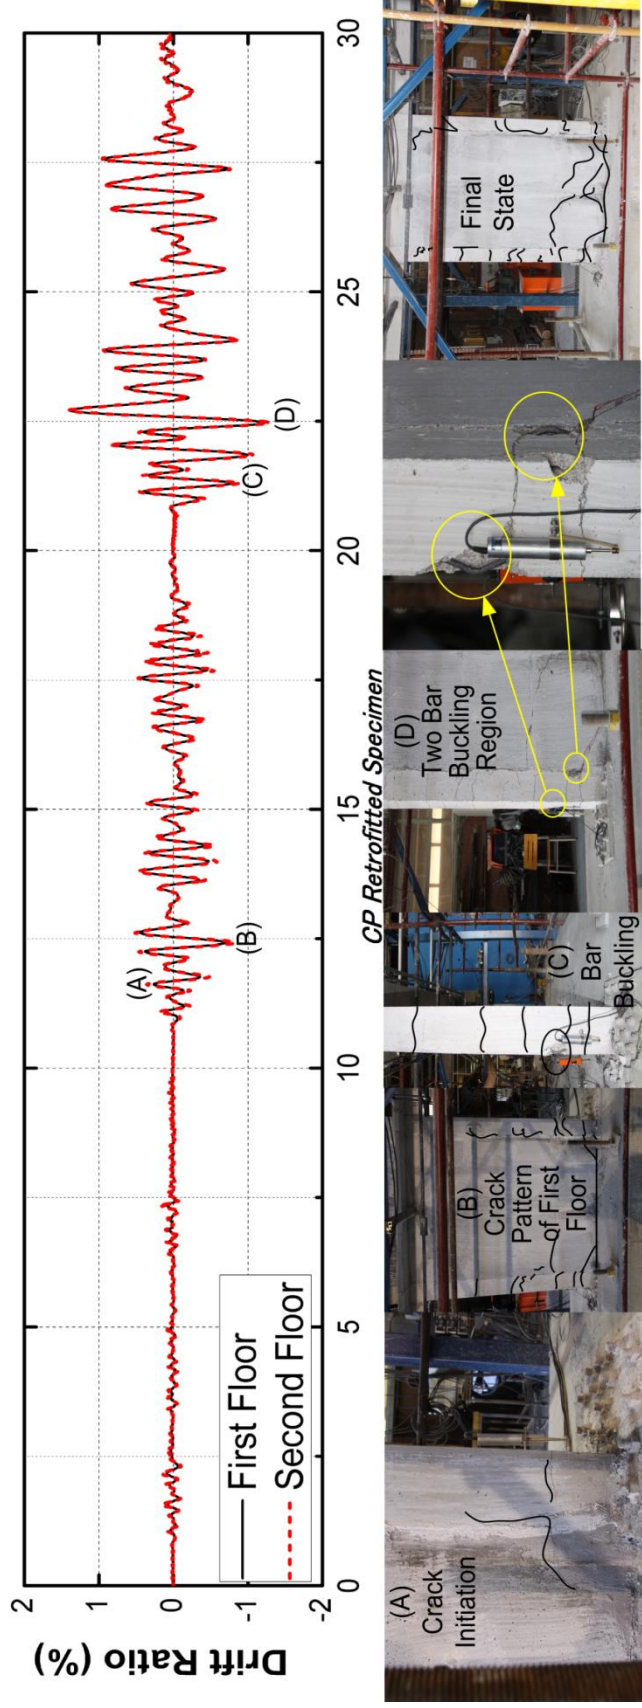 Drift Ratio (%)
2
1
0
-1
-2
(A)
(B)
(C)
(D)
First Floor
Second Floor
0
5
10
15
20
25
30
CP Retrofitted Specimen
(A)
Crack
Initiation
(B)
Crack
Pattern
of First
Floor
(C)
Bar
Buckling
(D)
Two Bar
Buckling
Region
Final
State